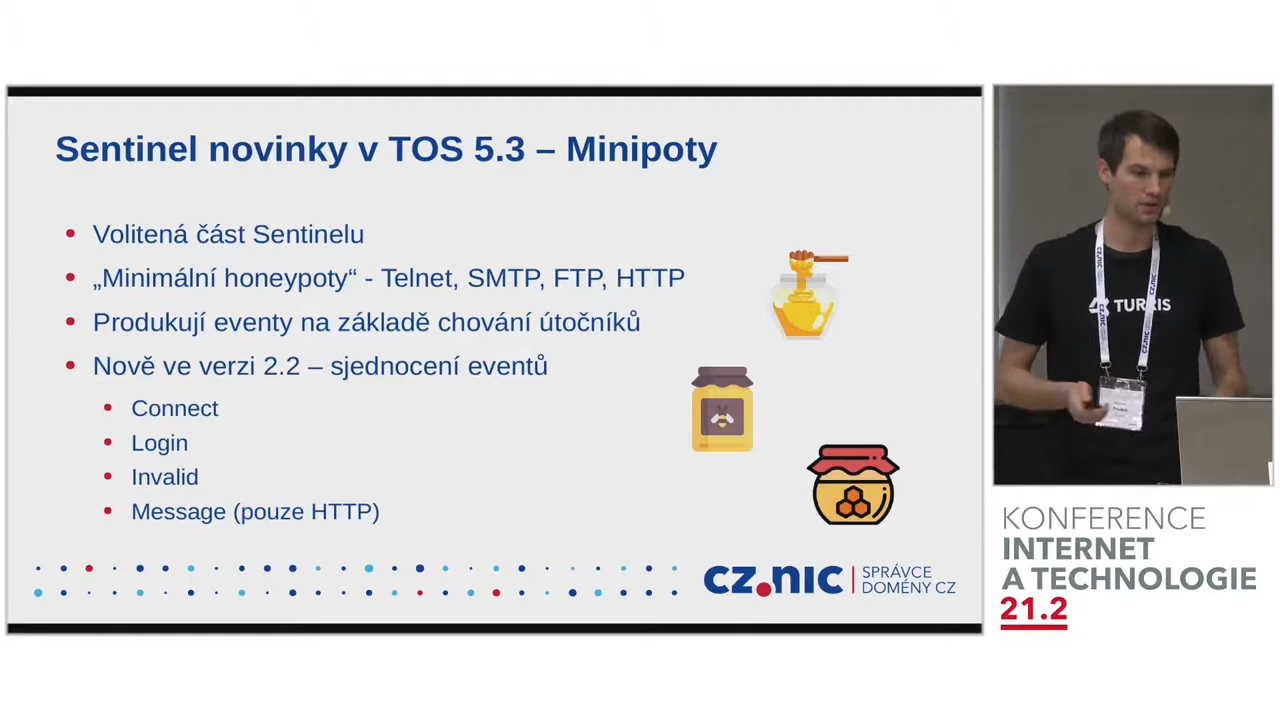 Sentinel novinky v TOS 5.3 – Minipoty
Volitená část Sentinelu
„Minimální honeypoty“ - Telnet, SMTP, FTP, HTTP
Produkují eventy na základě chování útočníků
Nově ve verzi 2.2 – sjednocení eventů
Connect
Login
Invalid
Message (pouze HTTP)
CZ.NIC
SPRÁVCE
DOMÉNY CZ
TURRIS
CZ.NIC
KONFERENCE
INTERNET
A TECHNOLOGIE
21.2